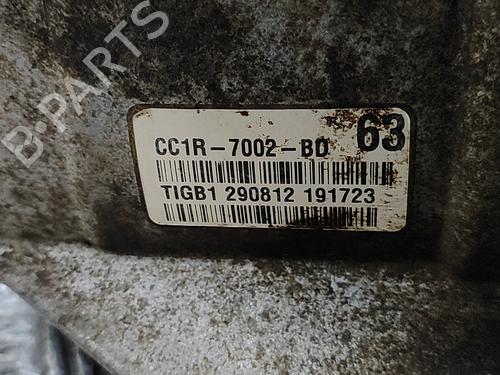 B-PARTS
63
CC1R-7002-BD
TIGB1 290812 191723